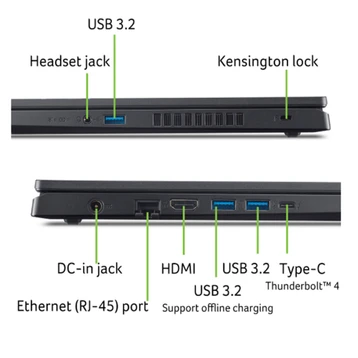 USB 3.2
Headset jack
Kensington lock
DC-in jack
HDMI
USB 3.2
Type-C
Thunderbolt™ 4
USB 3.2
Ethernet (RJ-45) port
Support offline charging